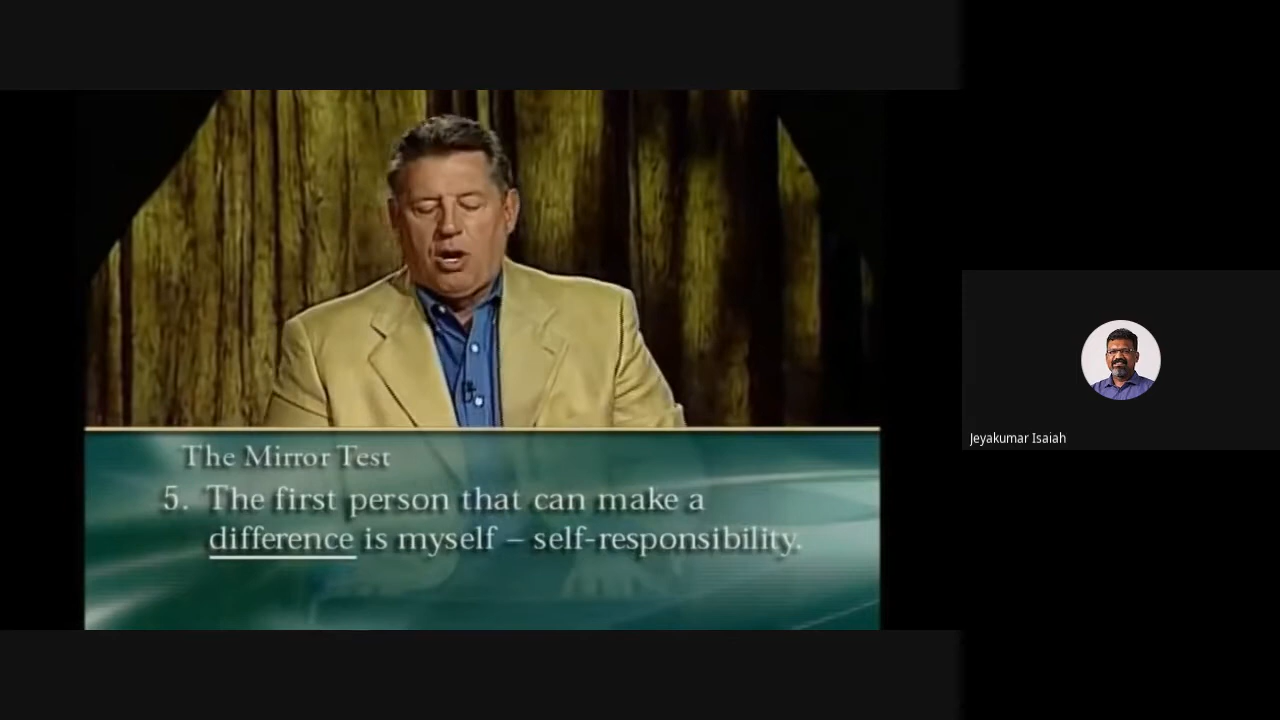 The Mirror Test
5. The first person that can make a
difference is myself – self-responsibility.
Jeyakumar Isaiah